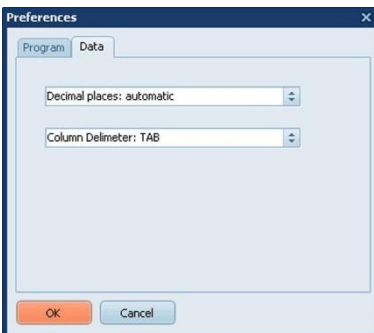 Preferences
Program Data
Decimal places: automatic
Column Delimeter: TAB
OK Cancel